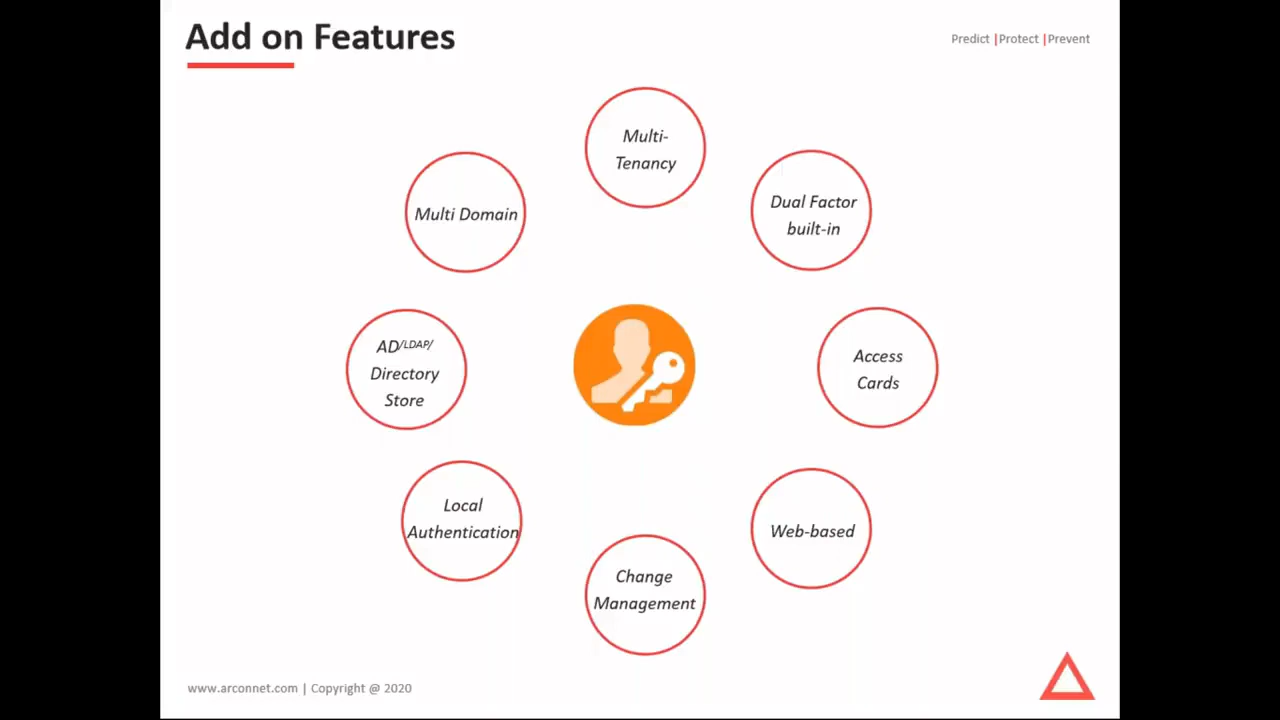 Add on Features
Predict |Protect |Prevent
Multi-
Tenancy
Multi Domain
Dual Factor
built-in
AD/LDAP/
Directory
Store
Access
Cards
Local
Authentication
Web-based
Change
Management
www.arconnet.com | Copyright @ 2020